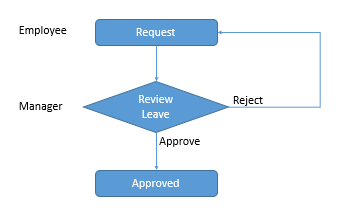 Employee
Request
Manager
Review
Leave
Reject
Approve
Approved